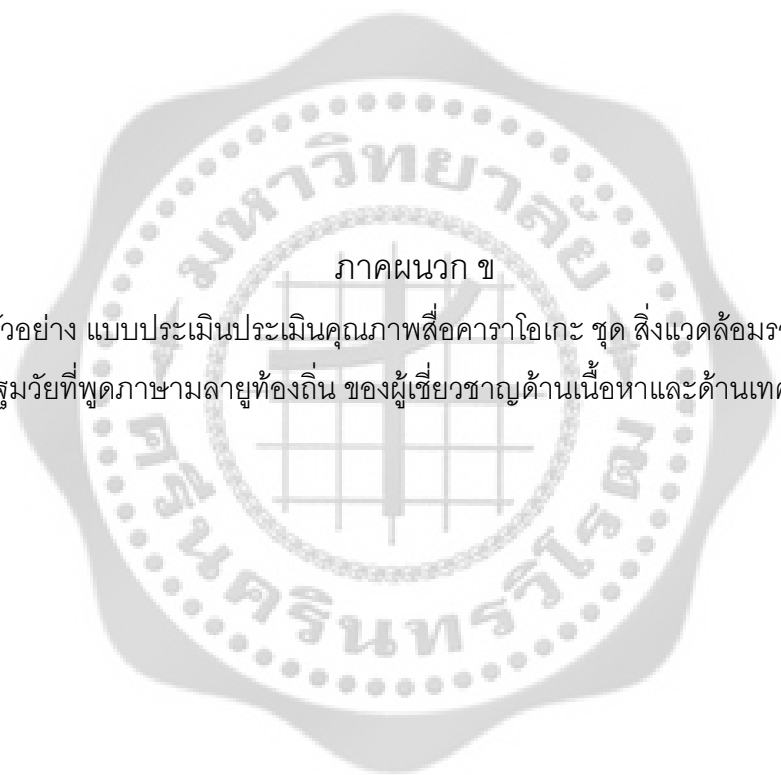 มหาวิทยาลัย
ภาคผนวก ข
ตัวอย่าง แบบประเมินประเมินคุณภาพสื่อคาราโอเกะ ชุด สิ่งแวดล้อม
วัยที่พูดภาษามลายูท้องถิ่น ของผู้เชี่ยวชาญด้านเนื้อหาและด้าน
ศรีนครินทรวิโรฒ